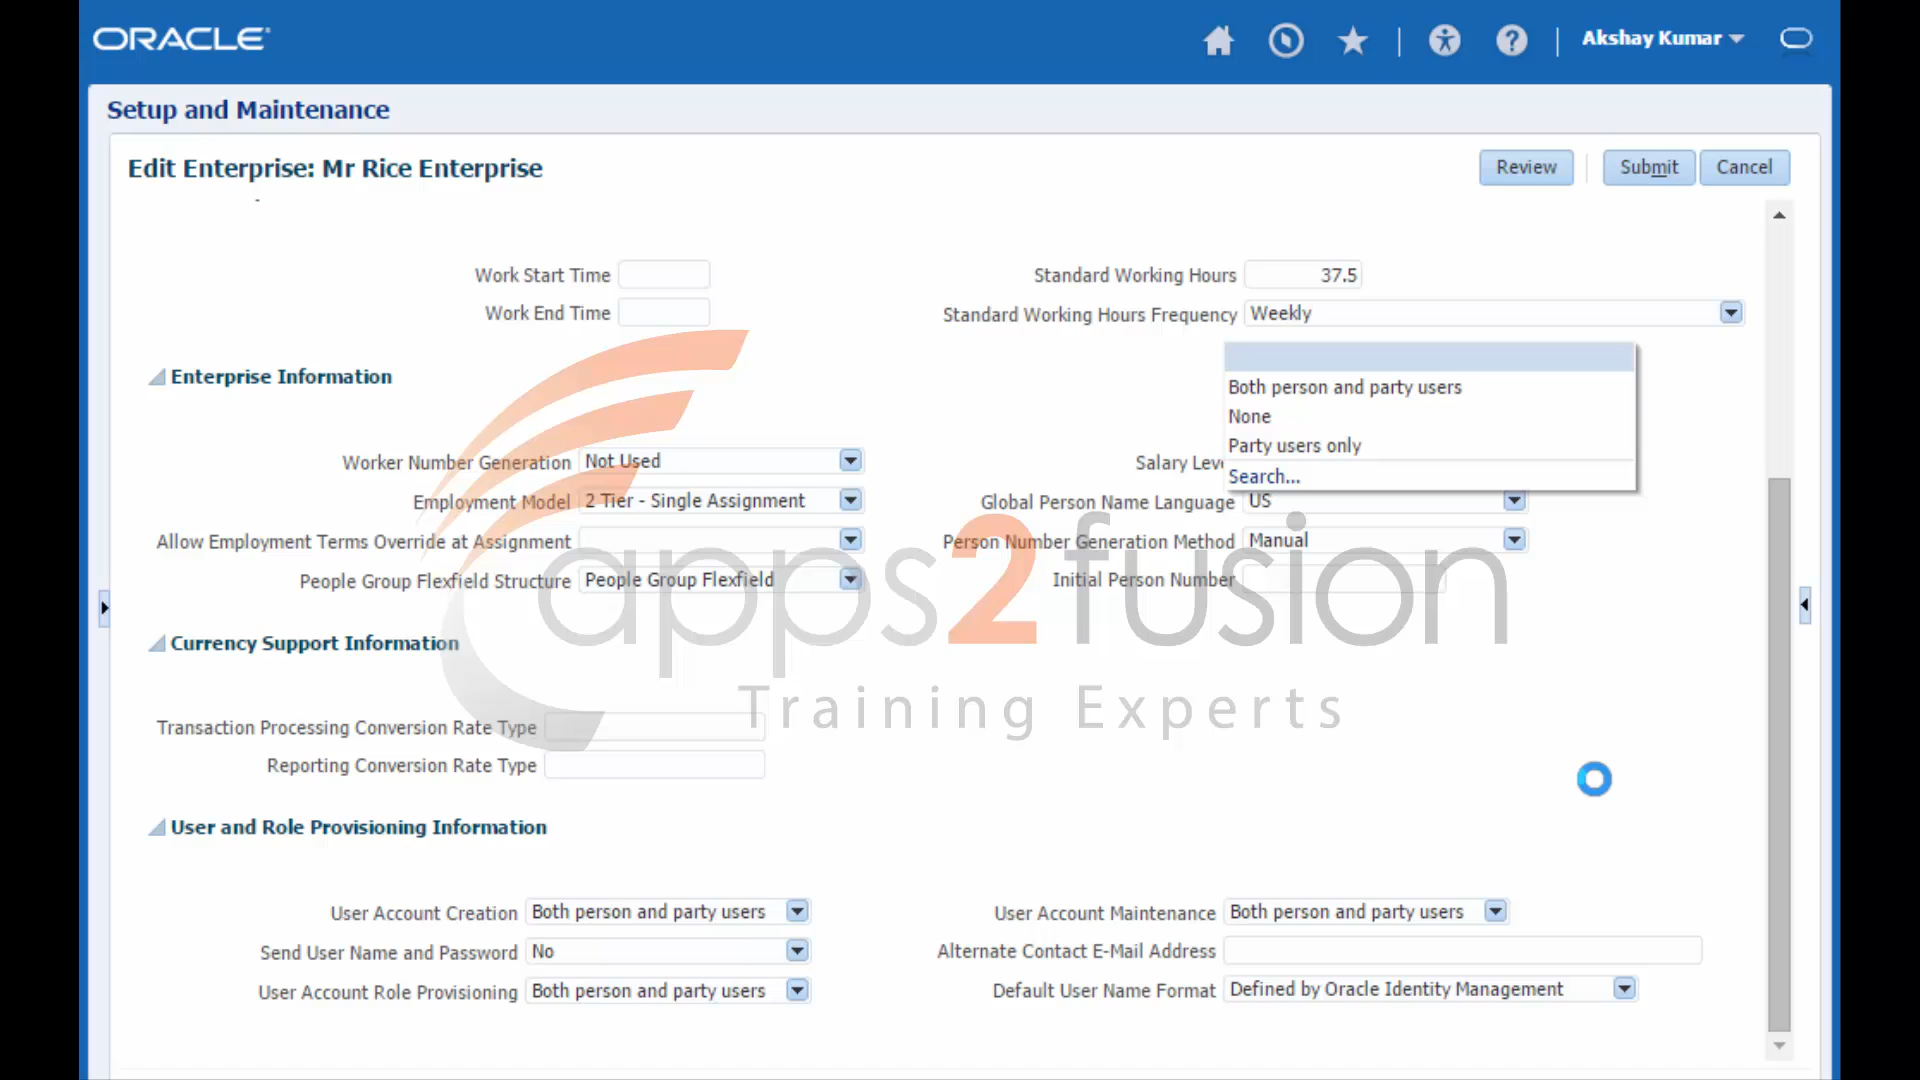 ORACLE
Akshay Kumar
Setup and Maintenance
Edit Enterprise: Mr Rice Enterprise
Review
Submit
Cancel
Work Start Time
Standard Working Hours 37.5
Work End Time
Standard Working Hours Frequency Weekly
Enterprise Information
Both person and party users
None
Party users only
Search...
Worker Number Generation Not Used
Salary Leve
Employment Model 2 Tier - Single Assignment
Global Person Name Language US
Allow Employment Terms Override at Assignment
Person Number Generation Method Manual
People Group Flexfield Structure People Group Flexfield
Initial Person Number
apps2fusion
Training Experts
Currency Support Information
Transaction Processing Conversion Rate Type
Reporting Conversion Rate Type
User and Role Provisioning Information
User Account Creation Both person and party users
User Account Maintenance Both person and party users
Send User Name and Password No
Alternate Contact E-Mail Address
User Account Role Provisioning Both person and party users
Default User Name Format Defined by Oracle Identity Management